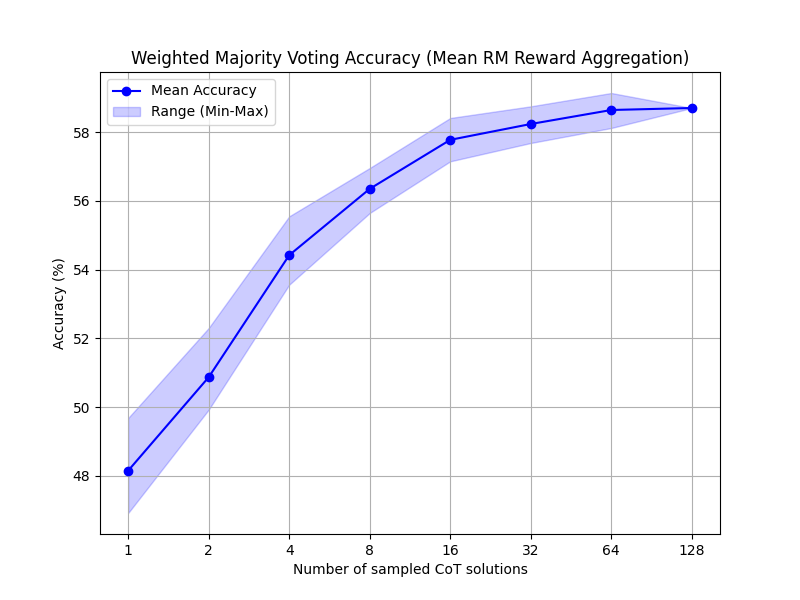 Weighted Majority Voting Accuracy (Mean RM Reward Aggregation)
Mean Accuracy
Range (Min-Max)
58
56
54
52
50
48
Accuracy (%)
1 2 4 8 16 32 64 128
Number of sampled CoT solutions